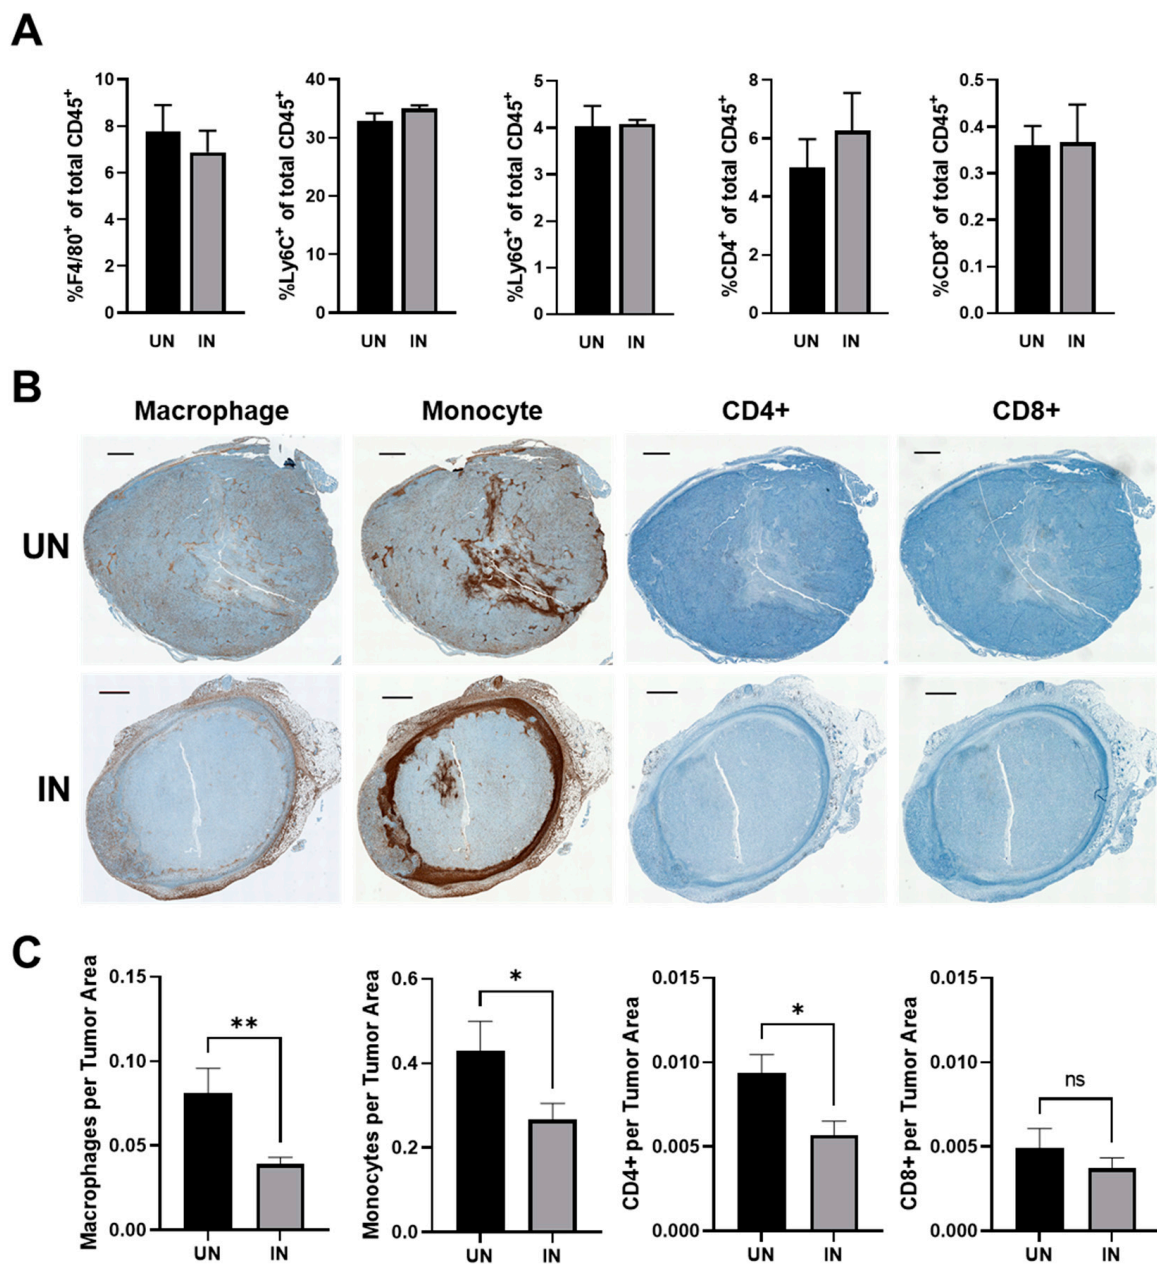 A
%F4/80+ of total CD45+
10
8
6
4
2
0
UN IN
%Ly6C+ of total CD45+
40
30
20
10
0
UN IN
%Ly6G+ of total CD45+
5
4
3
2
1
0
UN IN
%CD4+ of total CD45+
8
6
4
2
0
UN IN
%CD8+ of total CD45+
0.5
0.4
0.3
0.2
0.1
0.0
UN IN
B
Macrophage Monocyte CD4+ CD8+
UN
IN
C
Macrophages per Tumor Area
0.15
0.10
0.05
0.00
**
UN IN
Monocytes per Tumor Area
0.6
0.4
0.2
0.0
*
UN IN
CD4+ per Tumor Area
0.015
0.010
0.005
0.000
*
UN IN
CD8+ per Tumor Area
0.015
0.010
0.005
0.000
ns
UN IN